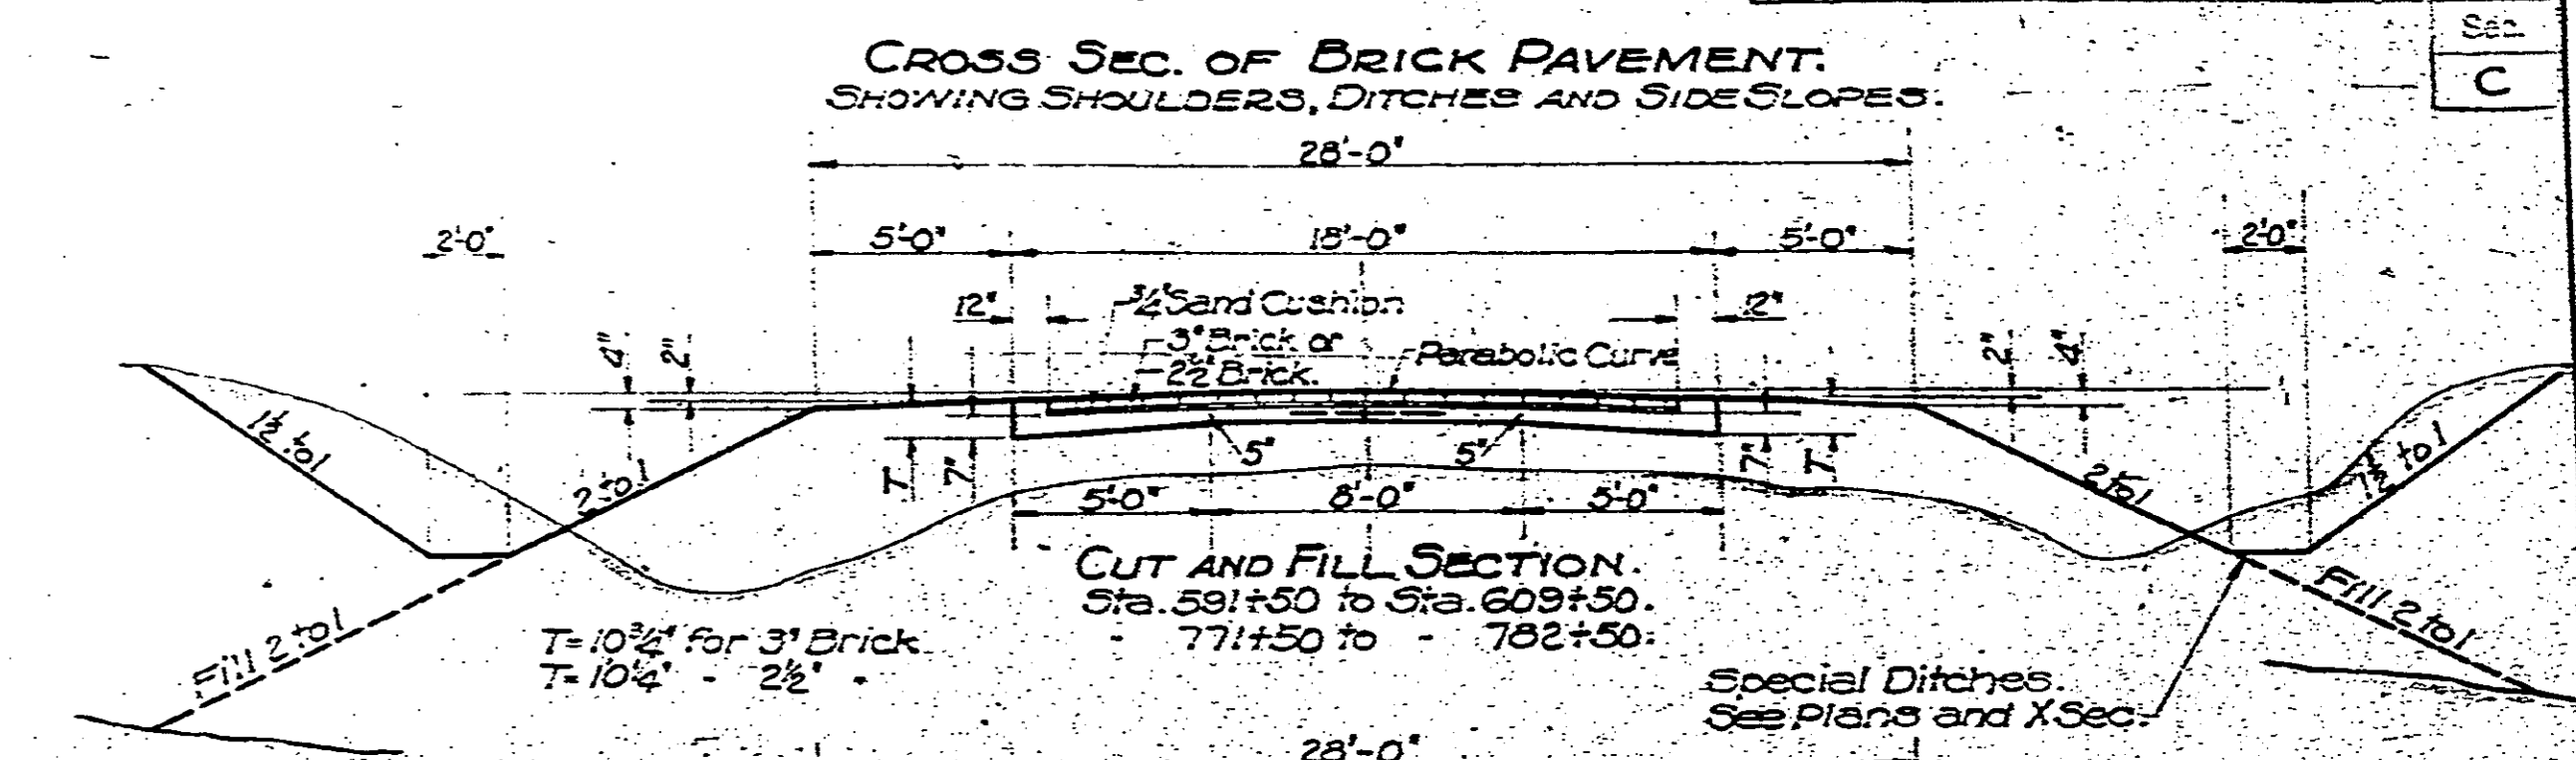 Sec.
C
CROSS SEC. OF BRICK PAVEMENT.
SHOWING SHOULDERS, DITCHES AND SIDE SLOPES.
28'-0"
2'-0"
5'-0"
18'-0"
5'-0"
2'-0"
12"
3/4" Sand Cushion
12"
3" Brick or
2 1/2" Brick.
Parabolic Curve
4"
2"
2"
4"
1 1/2 to 1
2 to 1
T
7"
5"
5"
7"
T
2 to 1
1 1/2 to 1
5'-0"
8'-0"
5'-0"
CUT AND FILL SECTION.
Sta. 591+50 to Sta. 609+50.
- 771+50 to - 782+50.
Fill 2 to 1
Fill 2 to 1
T=10 3/4" for 3" Brick
T=10 1/4" - 2 1/2" -
Special Ditches.
See Plans and X Sec.
28'-0"